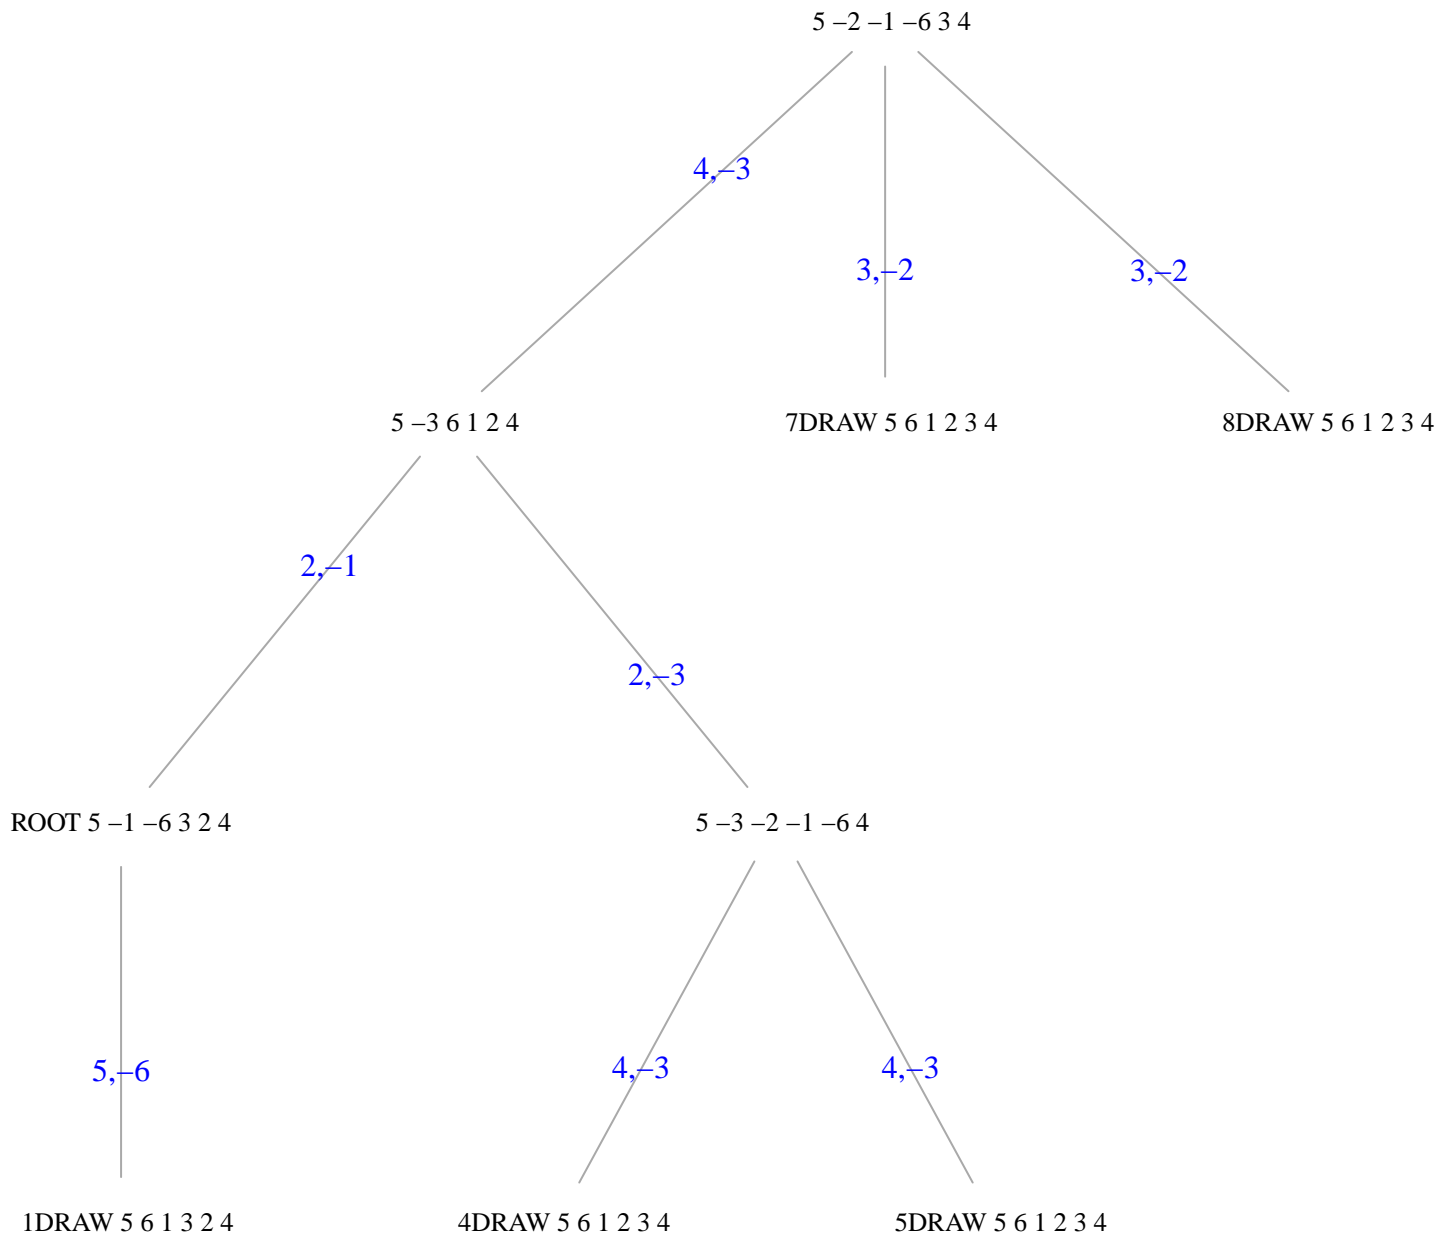 5 –2 –1 –6 3 4
4,–3
3,–2
3,–2
5 –3 6 1 2 4
7DRAW 5 6 1 2 3 4
8DRAW 5 6 1 2 3 4
2,–1
2,–3
ROOT 5 –1 –6 3 2 4
5 –3 –2 –1 –6 4
5,–6
4,–3
4,–3
1DRAW 5 6 1 3 2 4
4DRAW 5 6 1 2 3 4
5DRAW 5 6 1 2 3 4